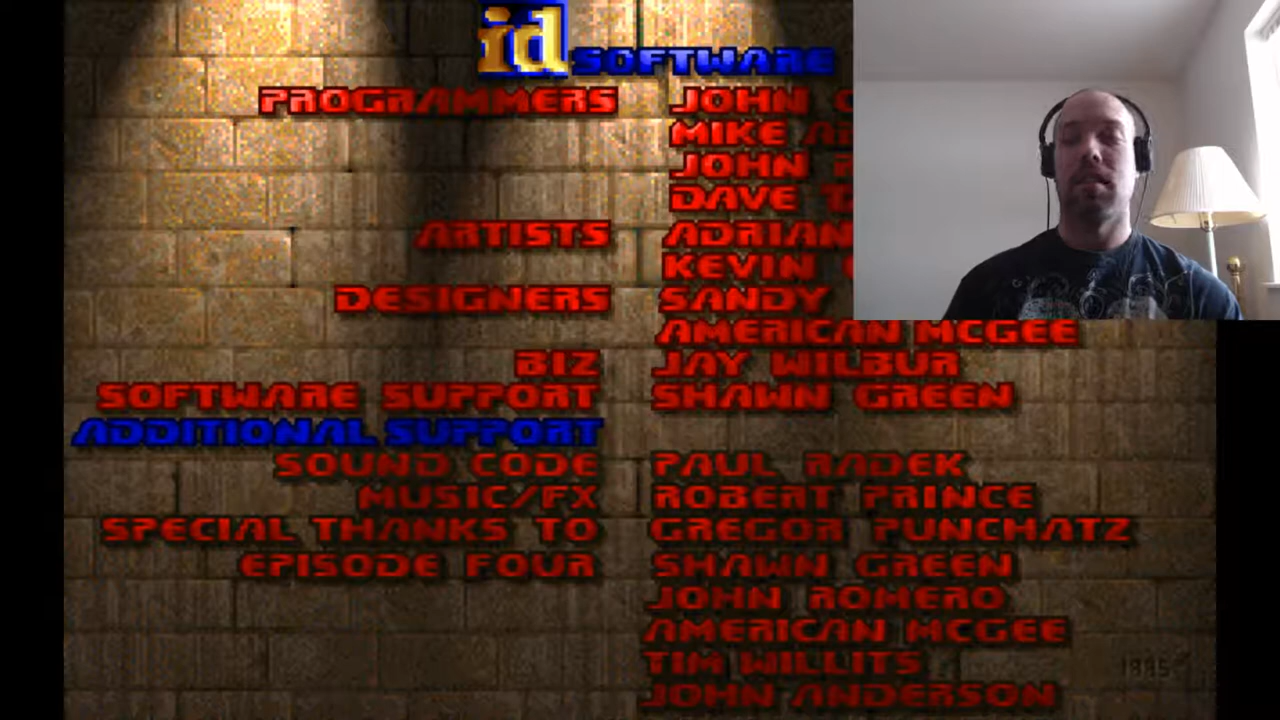 id SOFTWARE
PROGRAMMERS JOHN
MIKE
JOHN
DAVE
ARTISTS ADRIAN
KEVIN
DESIGNERS SANDY
AMERICAN MCGEE
BIZ JAY WILBUR
SOFTWARE SUPPORT SHAWN GREEN
ADDITIONAL SUPPORT
SOUND CODE PAUL RADEK
MUSIC/FX ROBERT PRINCE
SPECIAL THANKS TO GREGOR PUNCHATZ
EPISODE FOUR SHAWN GREEN
JOHN ROMERO
AMERICAN MCGEE
TIM WILLITS
JOHN ANDERSON